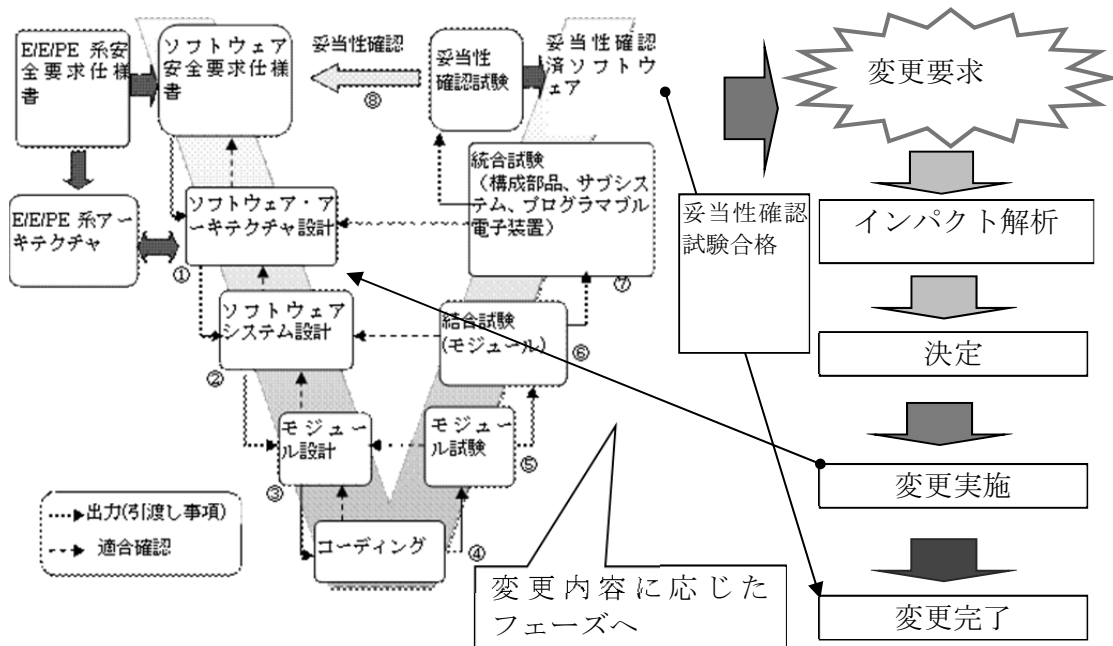 E/E/PE 系安
全要求仕様
書
ソフトウェア
安全要求仕様
書
妥当性確認
⑧
妥当性
確認試験
妥当性確認
済ソフトウ
ェア
変更要求
E/E/PE 系アー
キテクチャ
ソフトウェア・ア
ーキテクチャ設計
①
統合試験
（構成部品、サブシス
テム、プログラマブル
電子装置）
⑦
妥当性確認
試験合格
インパクト解析
ソフトウェア
システム設計
②
結合試験
(モジュール)
⑥
決定
モジュー
ル設計
③
モジュー
ル試験
⑤
変更実施
出力(引渡し事項)
適合確認
コーディング
④
変更内容に応じた
フェーズへ
変更完了